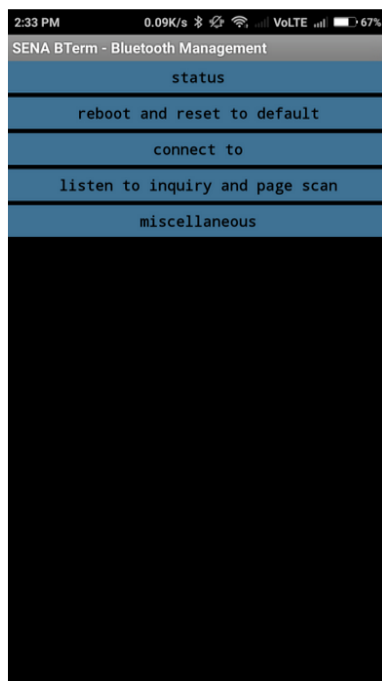 2:33 PM 0.09K/s VoLTE 67%
SENA BTerm - Bluetooth Management
status
reboot and reset to default
connect to
listen to inquiry and page scan
miscellaneous